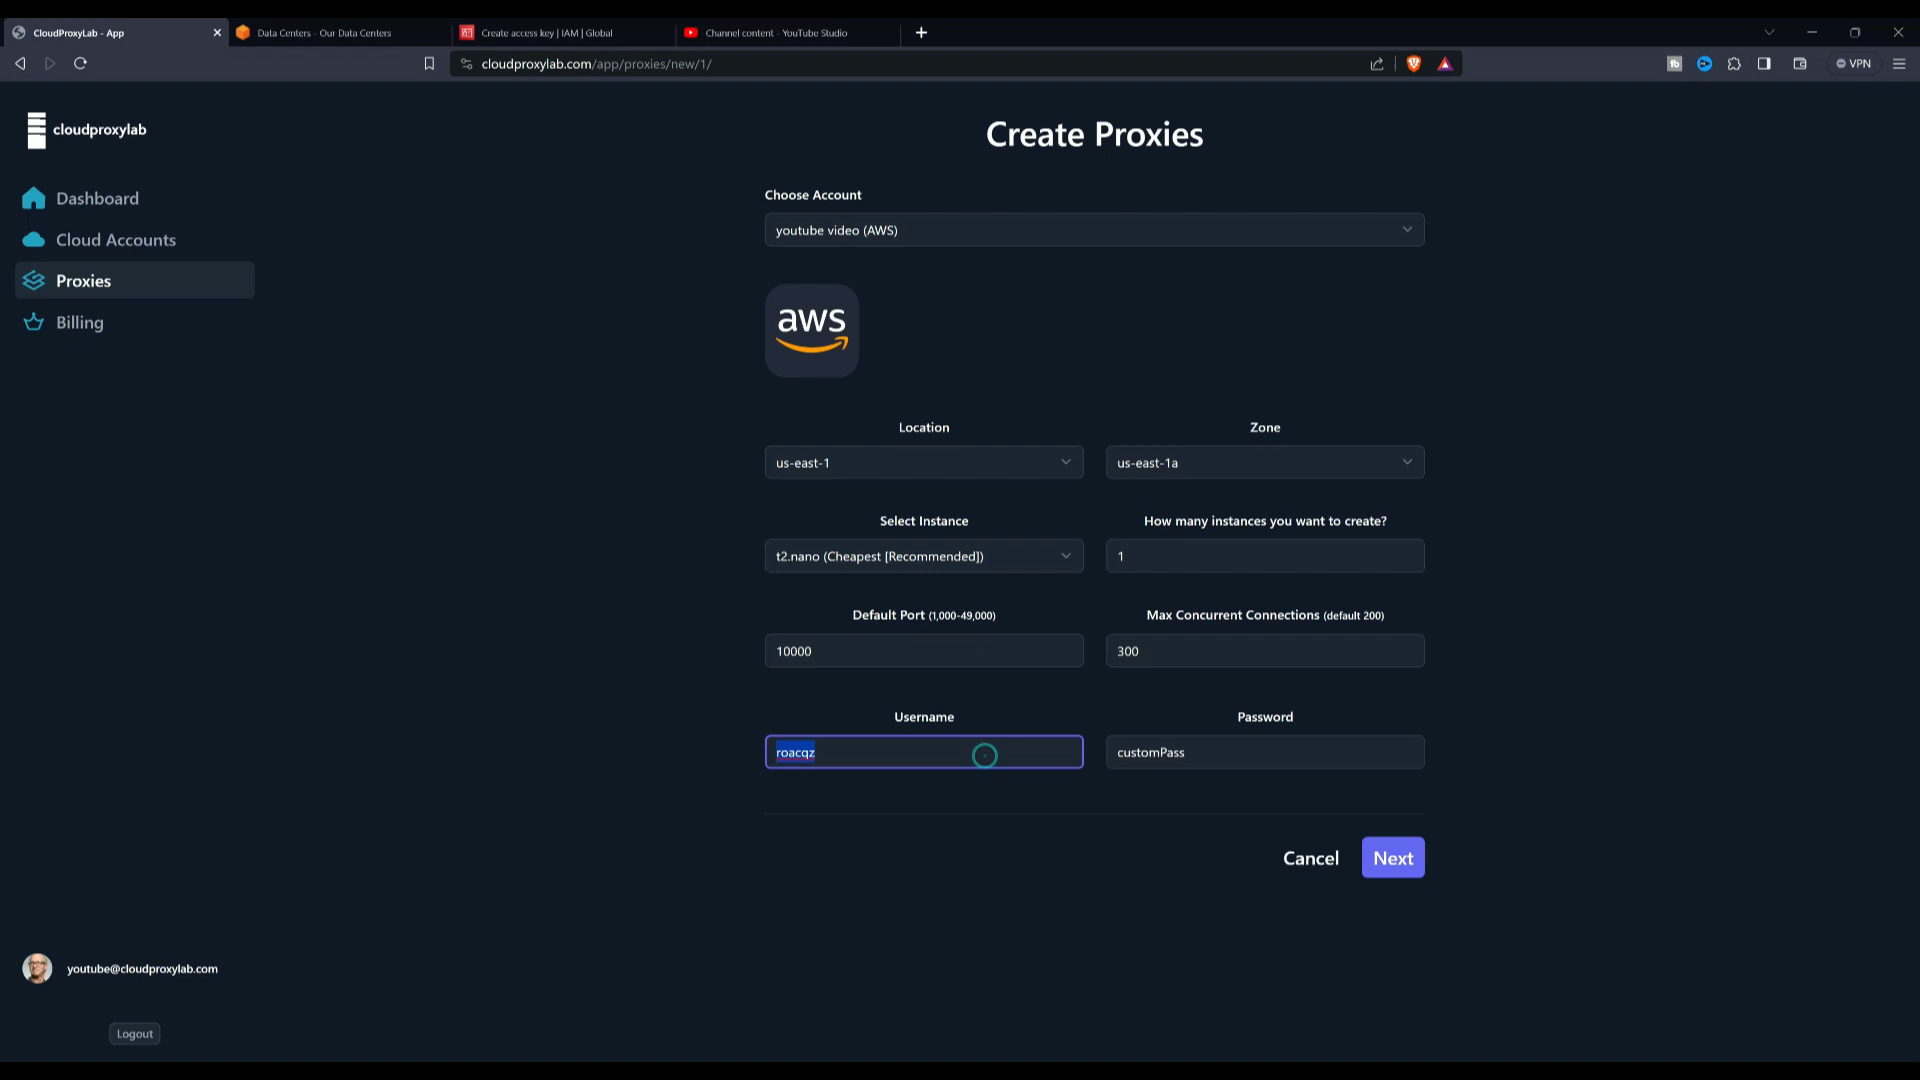 CloudProxyLab - App
Data Centers - Our Data Centers
Create access key | IAM | Global
Channel content - YouTube Studio
cloudproxylab.com/app/proxies/new/1/
VPN
cloudproxylab
Dashboard
Cloud Accounts
Proxies
Billing
Create Proxies
Choose Account
youtube video (AWS)
aws
Location
Zone
us-east-1
us-east-1a
Select Instance
How many instances you want to create?
t2.nano (Cheapest [Recommended])
1
Default Port (1,000-49,000)
Max Concurrent Connections (default 200)
10000
300
Username
Password
roacqz
customPass
Cancel
Next
youtube@cloudproxylab.com
Logout